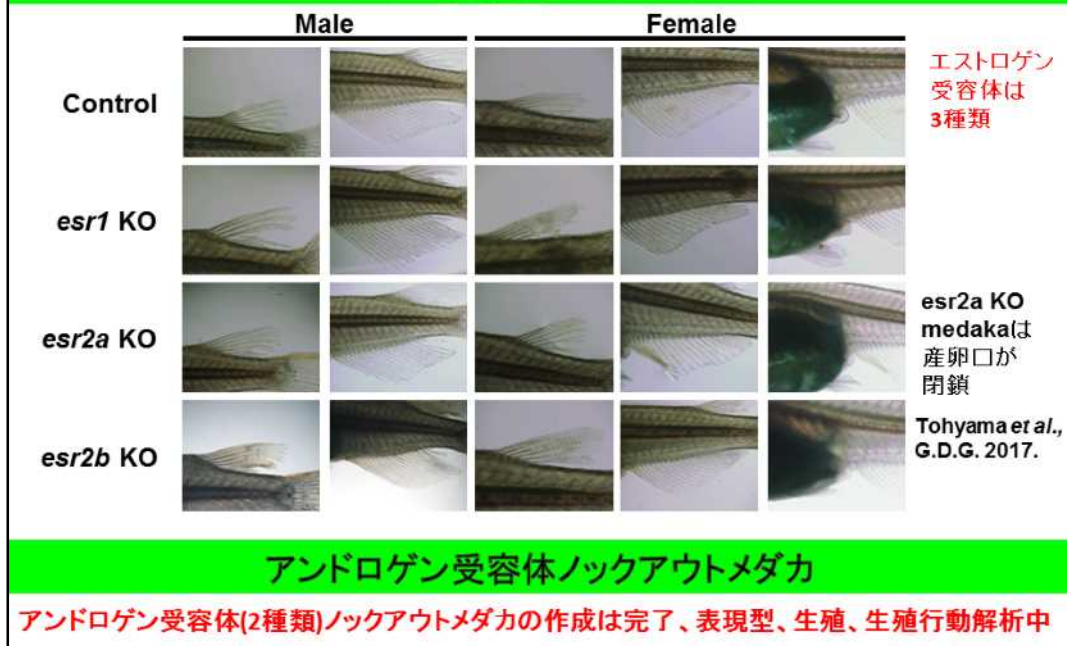 Male
Female
Control
esr1 KO
esr2a KO
esr2b KO
エストロゲン
受容体は
3種類
esr2a KO
medakaは
産卵口が
閉鎖
Tohyama et al.,
G.D.G. 2017.
アンドロゲン受容体ノックアウトメダカ
アンドロゲン受容体(2種類)ノックアウトメダカの作成は完了、表現型、生殖、生殖行動解析中